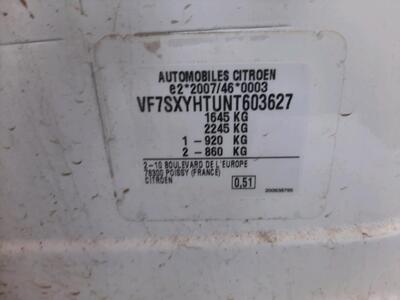 AUTOMOBILES CITROEN
e2*2007/46*0003
VF7SXYHTUNT603627
1645 KG
2245 KG
1 - 920 KG
2 - 860 KG
2-10 BOULEVARD DE L'EUROPE
78300 POISSY (FRANCE)
CITROEN
0,51